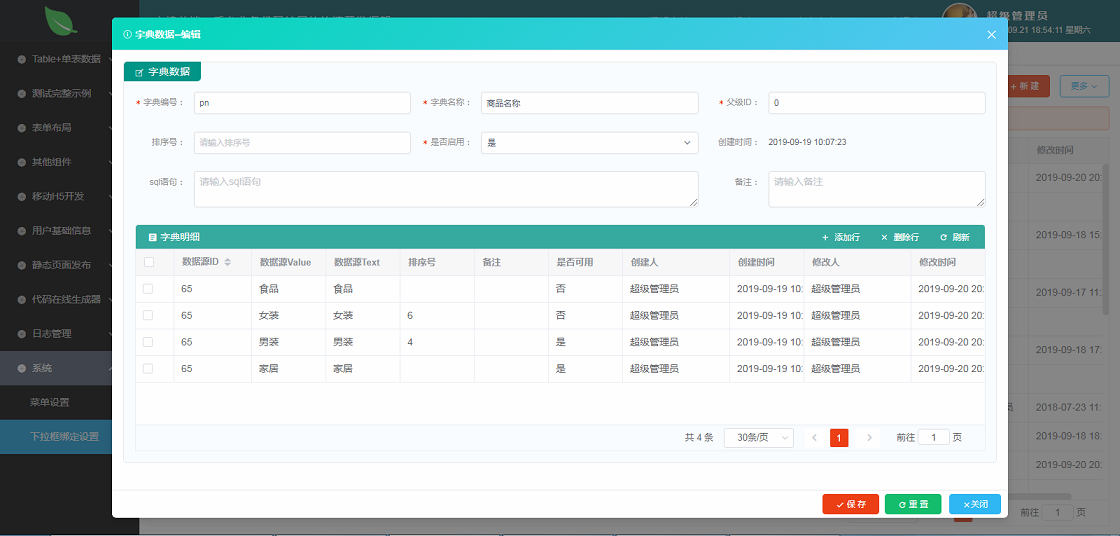 超级管理员
09.21 18:54:11 星期六
Table+单表数据
测试完整示例
表单布局
其他组件
移动H5开发
用户基础信息
静态页面发布
代码在线生成器
日志管理
系统
菜单设置
下拉框绑定设置
字典数据--编辑
字典数据
* 字典编号： pn
* 字典名称： 商品名称
* 父级ID： 0
排序号： 请输入排序号
* 是否启用： 是
创建时间： 2019-09-19 10:07:23
sql语句： 请输入sql语句
备注： 请输入备注
字典明细
+ 添加行 × 删除行 刷新
数据源ID 数据源Value 数据源Text 排序号 备注 是否可用 创建人 创建时间 修改人 修改时间
65 食品 食品 否 超级管理员 2019-09-19 10: 超级管理员 2019-09-20 20:
65 女装 女装 6 否 超级管理员 2019-09-19 10: 超级管理员 2019-09-20 20:
65 男装 男装 4 是 超级管理员 2019-09-19 10: 超级管理员 2019-09-20 20:
65 家居 家居 是 超级管理员 2019-09-19 10: 超级管理员 2019-09-20 20:
共 4 条 30条/页 1 前往 1 页
保存 重置 ×关闭
+ 新建 更多
修改时间
2019-09-20 20:
2019-09-18 15:
2019-09-17 11:
2019-09-18 17:
员 2018-07-23 11:
2019-09-18 18:
2019-09-20 20:
前往 1 页